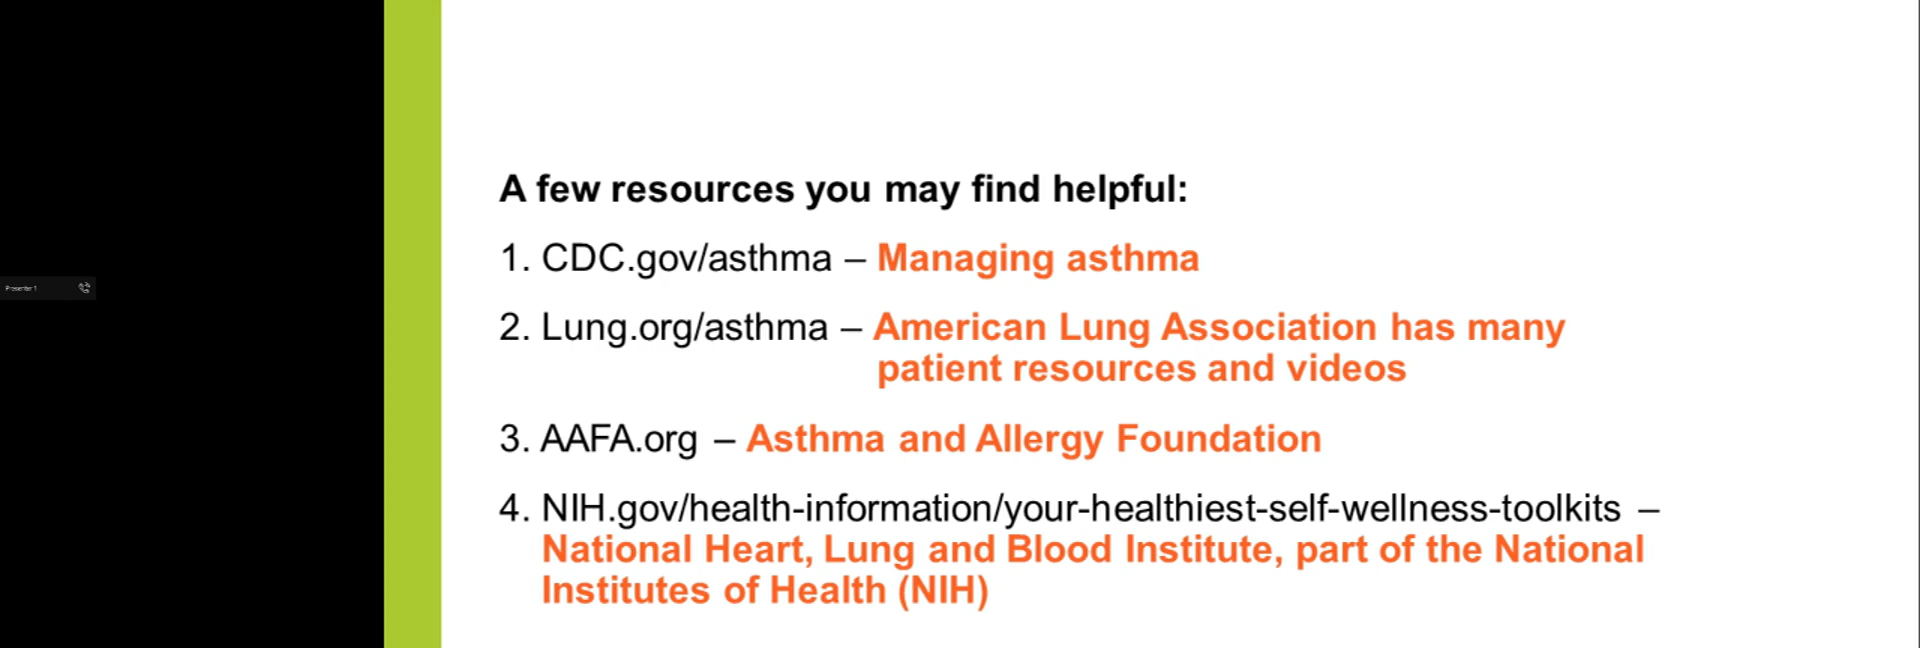 Presenter 1
A few resources you may find helpful:
1. CDC.gov/asthma – Managing asthma
2. Lung.org/asthma – American Lung Association has many
patient resources and videos
3. AAFA.org – Asthma and Allergy Foundation
4. NIH.gov/health-information/your-healthiest-self-wellness-toolkits –
National Heart, Lung and Blood Institute, part of the National
Institutes of Health (NIH)